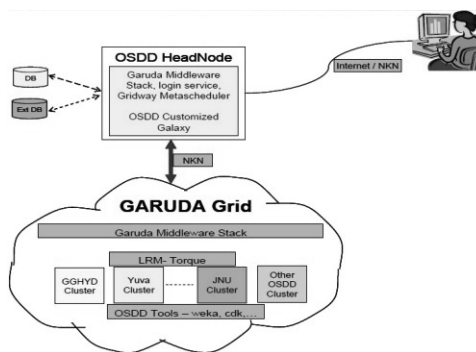 OSDD HeadNode
Garuda Middleware
Stack, login service,
Gridway Metascheduler
OSDD Customized
Galaxy
DB
Ext DB
Internet / NKN
NKN
GARUDA Grid
Garuda Middleware Stack
LRM- Torque
GGHYD
Cluster
Yuva
Cluster
JNU
Cluster
Other
OSDD
Cluster
OSDD Tools – weka, cdk,...